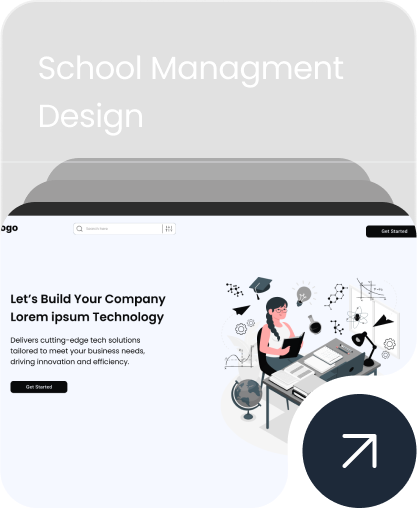 School Managment
Design
ogo
Search here
Get Started
Let's Build Your Company
Lorem ipsum Technology
Delivers cutting-edge tech solutions
tailored to meet your business needs,
driving innovation and efficiency.
Get Started